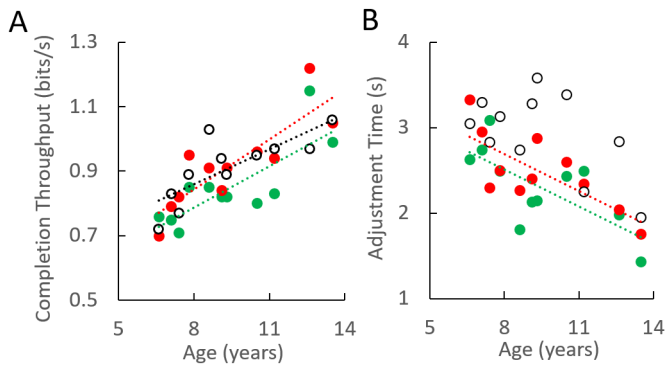 A
Completion Throughput (bits/s)
1.3
1.1
0.9
0.7
0.5
5
8
11
14
Age (years)
B
Adjustment Time (s)
4
3
2
1
5
8
11
14
Age (years)